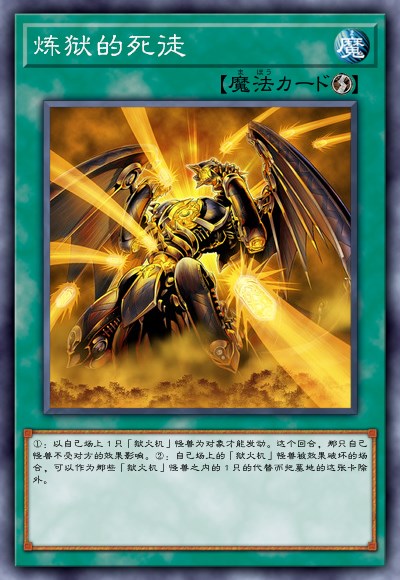 炼狱的死徒
魔
【魔法カード】
まほう
①：以自己场上１只「狱火机」怪兽为对象才能发动。这个回合，那只自己
怪兽不受对方的效果影响。②：自己场上的「狱火机」怪兽被效果破坏的场
合，可以作为那些「狱火机」怪兽之内的１只的代替而把墓地的这张卡除
外。